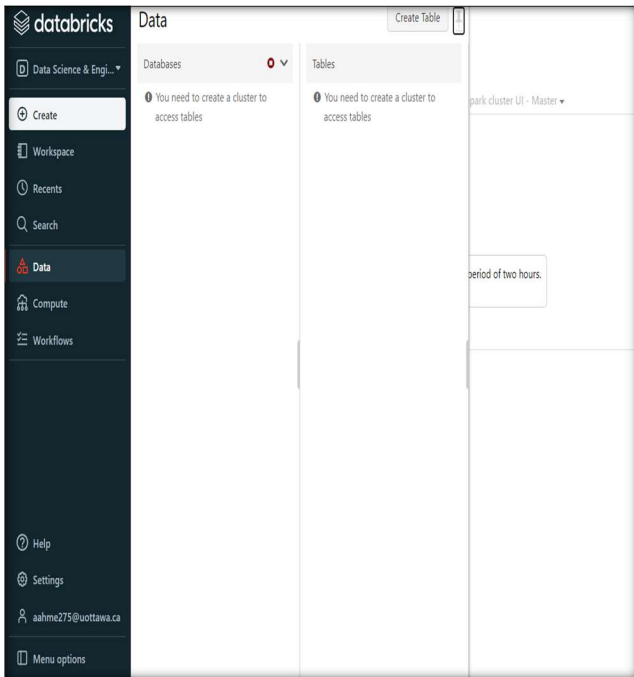 databricks
Data
Create Table
Data Science & Engi...
Databases
Tables
You need to create a cluster to
access tables
You need to create a cluster to
access tables
Create
Workspace
Recents
Search
Data
Compute
Workflows
park cluster UI - Master
period of two hours.
Help
Settings
aahme275@uottawa.ca
Menu options